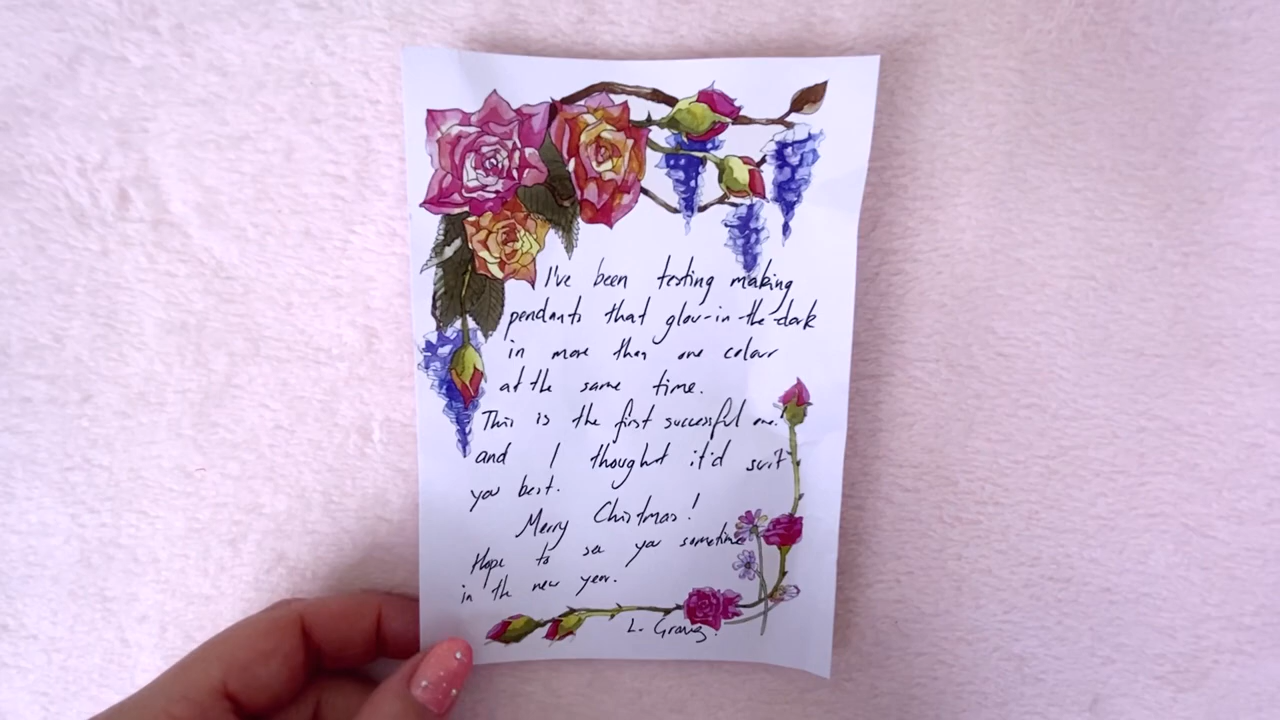 I've been testing making
pendants that glow-in-the-dark
in more than one colour
at the same time.
This is the first successful one.
and I thought it'd suit
you best.
Merry Christmas!
Hope to see you sometime
in the new year.
L.